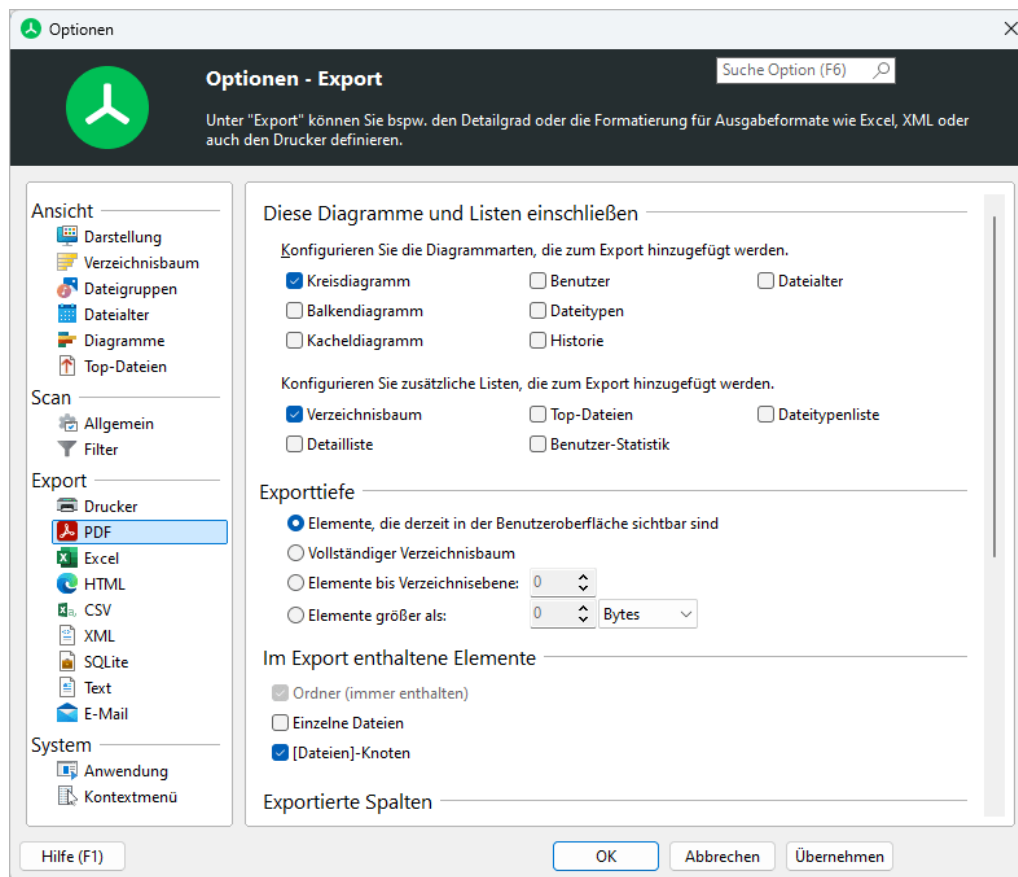 Optionen
Optionen - Export
Suche Option (F6)
Unter "Export" können Sie bspw. den Detailgrad oder die Formatierung für Ausgabeformate wie Excel, XML oder
auch den Drucker definieren.
Ansicht
Darstellung
Verzeichnisbaum
Dateigruppen
Dateialter
Diagramme
Top-Dateien
Scan
Allgemein
Filter
Export
Drucker
PDF
Excel
HTML
CSV
XML
SQLite
Text
E-Mail
System
Anwendung
Kontextmenü
Diese Diagramme und Listen einschließen
Konfigurieren Sie die Diagrammarten, die zum Export hinzugefügt werden.
Kreisdiagramm Benutzer Dateialter
Balkendiagramm Dateitypen
Kacheldiagramm Historie
Konfigurieren Sie zusätzliche Listen, die zum Export hinzugefügt werden.
Verzeichnisbaum Top-Dateien Dateitypenliste
Detailliste Benutzer-Statistik
Exporttiefe
Elemente, die derzeit in der Benutzeroberfläche sichtbar sind
Vollständiger Verzeichnisbaum
Elemente bis Verzeichnisebene: 0
Elemente größer als: 0 Bytes
Im Export enthaltene Elemente
Ordner (immer enthalten)
Einzelne Dateien
[Dateien]-Knoten
Exportierte Spalten
Hilfe (F1) OK Abbrechen Übernehmen